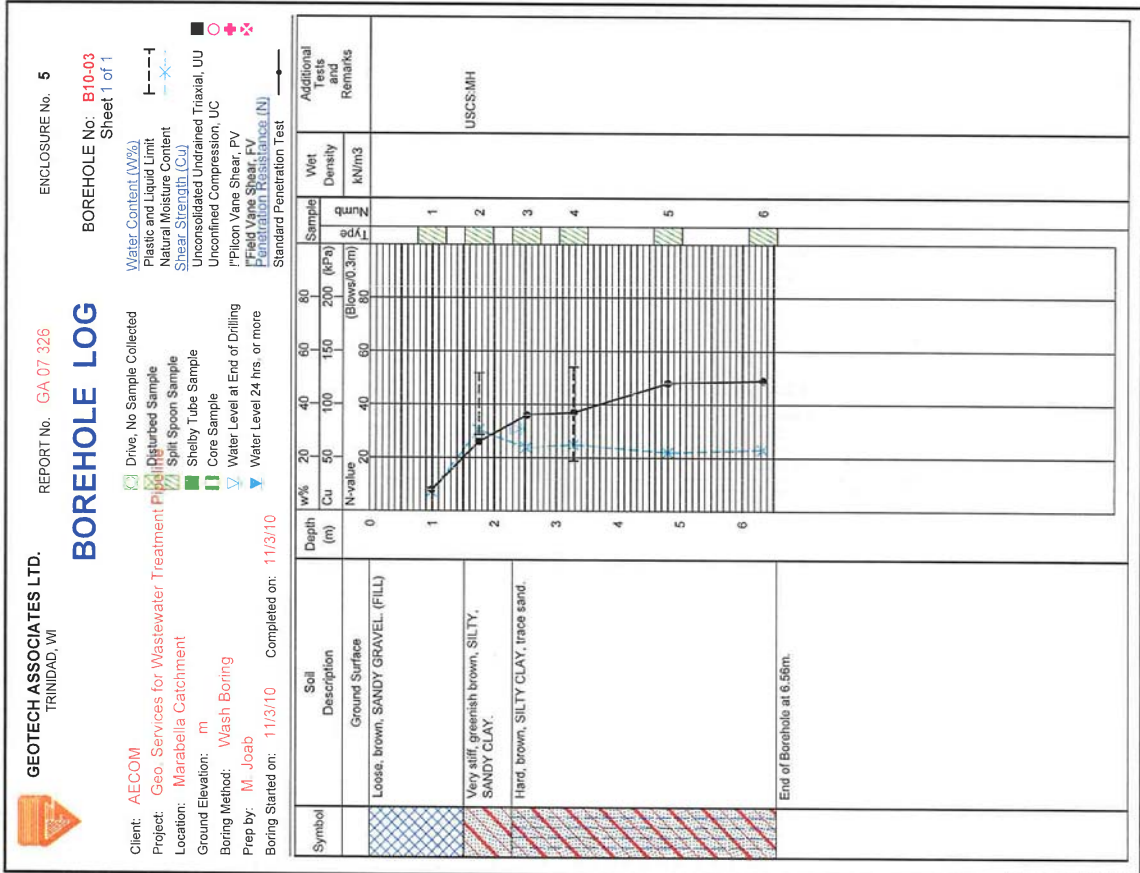 GEOTECH ASSOCIATES LTD.
TRINIDAD, WI
REPORT No. GA 07 326
ENCLOSURE No. 5
BOREHOLE LOG
BOREHOLE No: B10-03
Sheet 1 of 1
Client: AECOM
Project: Geo. Services for Wastewater Treatment Pipeline
Location: Marabella Catchment
Ground Elevation: m
Boring Method: Wash Boring
Prep by: M. Joab
Boring Started on: 11/3/10 Completed on: 11/3/10
Drive, No Sample Collected
Disturbed Sample
Split Spoon Sample
Shelby Tube Sample
Core Sample
Water Level at End of Drilling
Water Level 24 hrs. or more
Water Content (W%)
Plastic and Liquid Limit
Natural Moisture Content
Shear Strength (Cu)
Unconsolidated Undrained Triaxial, UU
Unconfined Compression, UC
!"Pilcon Vane Shear, PV
!"Field Vane Shear, FV
Penetration Resistance (N)
Standard Penetration Test
Symbol
Soil Description
Depth (m)
w% 20 40 60 80
Cu 50 100 150 200 (kPa)
N-value (Blows/0.3m)
20 40 60 80
Sample
Type
Numb
Wet Density
kN/m3
Additional Tests and Remarks
Ground Surface
0
Loose, brown, SANDY GRAVEL. (FILL)
1
1
Very stiff, greenish brown, SILTY,
SANDY CLAY.
2
2
USCS:MH
Hard, brown, SILTY CLAY, trace sand.
3
3
4
4
5
5
6
6
End of Borehole at 6.56m.